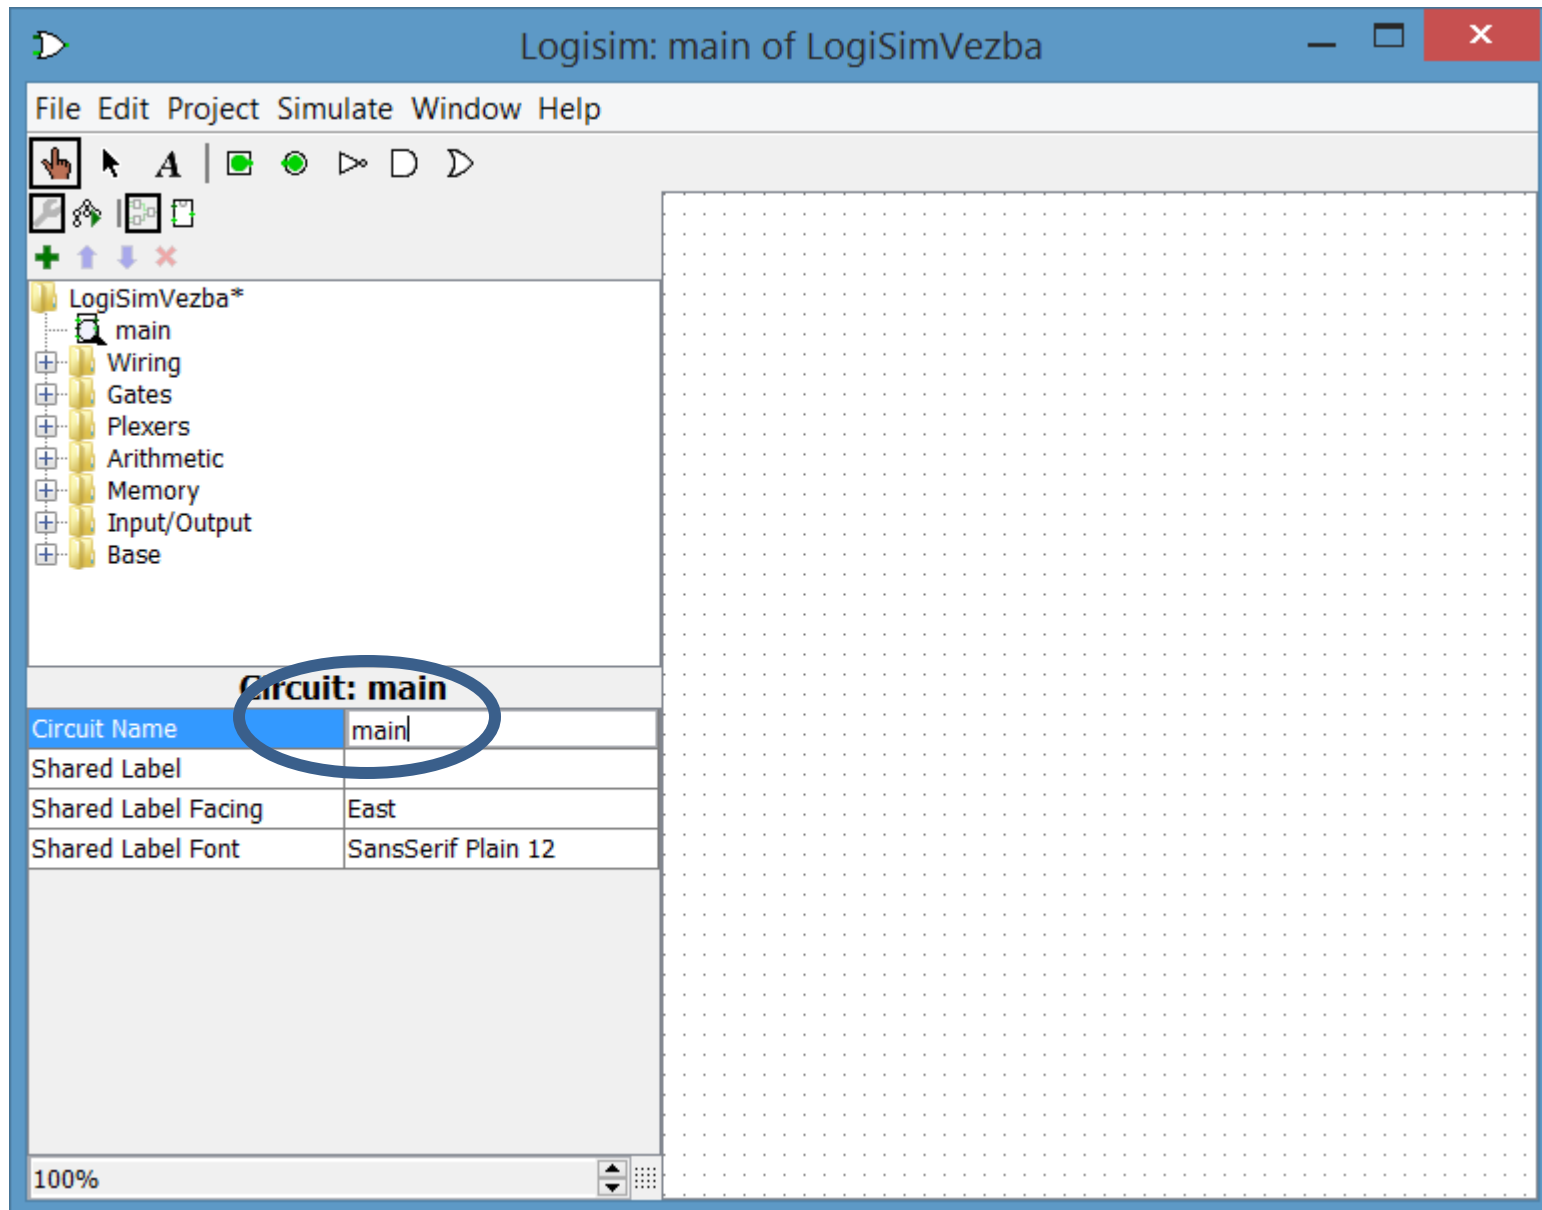 Logisim: main of LogiSimVezba
File Edit Project Simulate Window Help
A
LogiSimVezba*
main
Wiring
Gates
Plexers
Arithmetic
Memory
Input/Output
Base
Circuit: main
Circuit Name main
Shared Label
Shared Label Facing East
Shared Label Font SansSerif Plain 12
100%